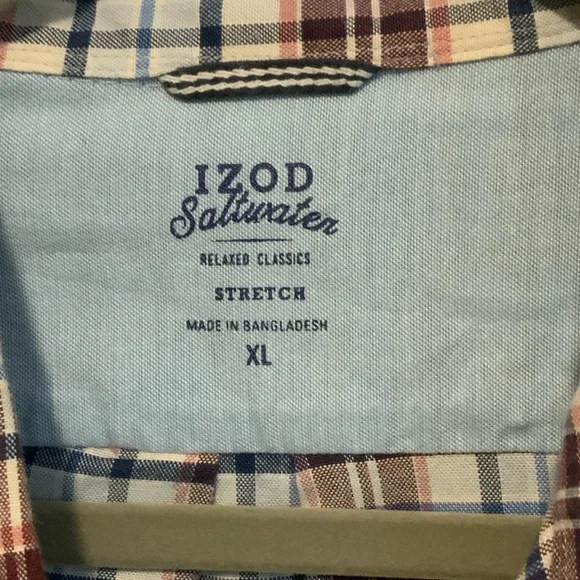 IZOD
Saltwater
RELAXED CLASSICS
STRETCH
MADE IN BANGLADESH
XL